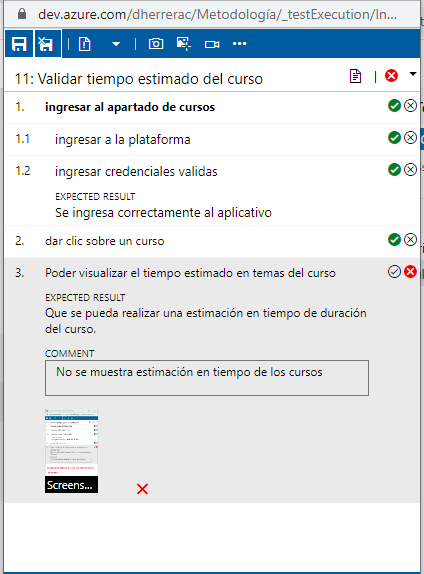 dev.azure.com/dherrerac/Metodología/_testExecution/In...
11: Validar tiempo estimado del curso
1. ingresar al apartado de cursos
1.1 ingresar a la plataforma
1.2 ingresar credenciales validas
EXPECTED RESULT
Se ingresa correctamente al aplicativo
2. dar clic sobre un curso
3. Poder visualizar el tiempo estimado en temas del curso
EXPECTED RESULT
Que se pueda realizar una estimación en tiempo de duración
del curso.
COMMENT
No se muestra estimación en tiempo de los cursos
Screens...